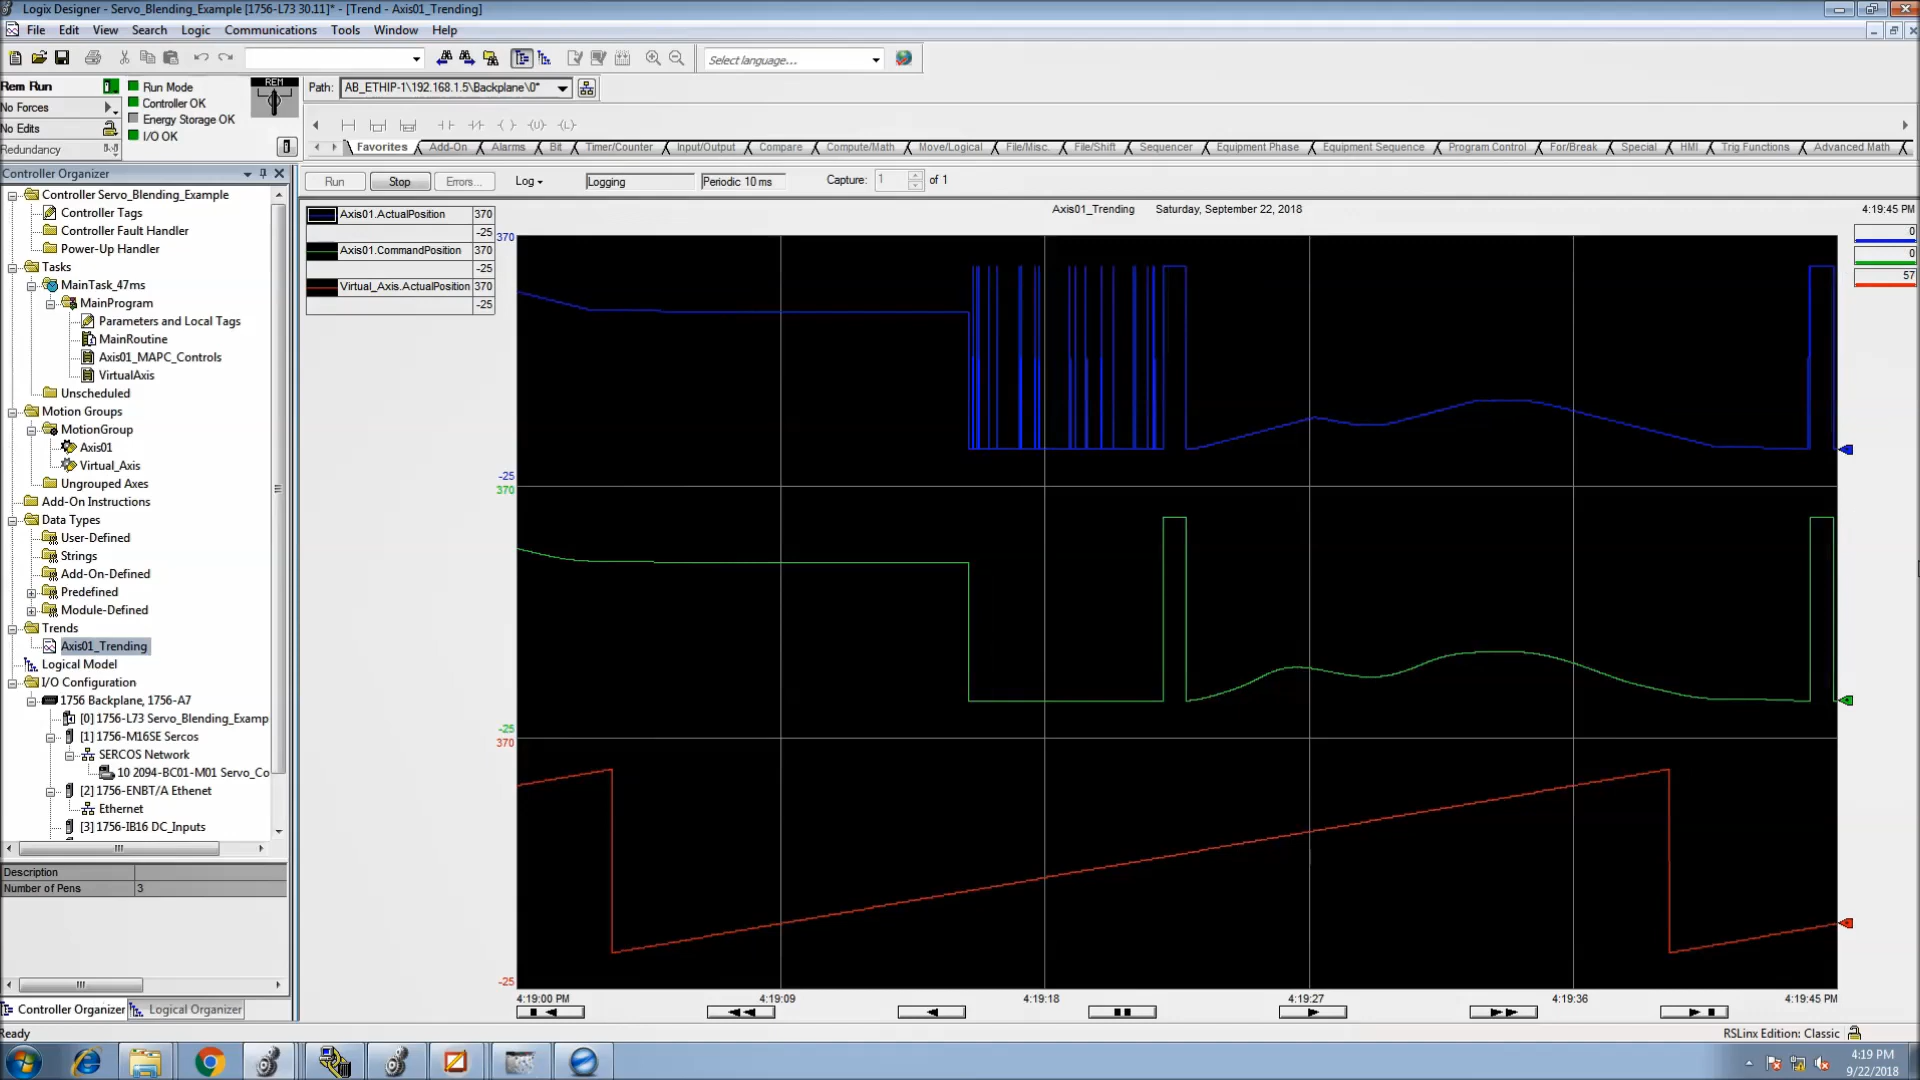 Logix Designer - Servo_Blending_Example [1756-L73 30.11]* - [Trend - Axis01_Trending]
File Edit View Search Logic Communications Tools Window Help
Select language...
Rem Run
No Forces
No Edits
Redundancy
Run Mode
Controller OK
Energy Storage OK
I/O OK
REM
Path: AB_ETHIP-1\192.168.1.5\Backplane\0*
Favorites Add-On Alarms Bit Timer/Counter Input/Output Compare Compute/Math Move/Logical File/Misc. File/Shift Sequencer Equipment Phase Equipment Sequence Program Control For/Break Special HMI Trig Functions Advanced Math
Controller Organizer
Run Stop Errors... Log Logging Periodic 10 ms Capture: 1 of 1
Controller Servo_Blending_Example
Controller Tags
Controller Fault Handler
Power-Up Handler
Tasks
MainTask_47ms
MainProgram
Parameters and Local Tags
MainRoutine
Axis01_MAPC_Controls
VirtualAxis
Unscheduled
Motion Groups
MotionGroup
Axis01
Virtual_Axis
Ungrouped Axes
Add-On Instructions
Data Types
User-Defined
Strings
Add-On-Defined
Predefined
Module-Defined
Trends
Axis01_Trending
Logical Model
I/O Configuration
1756 Backplane, 1756-A7
[0] 1756-L73 Servo_Blending_Examp
[1] 1756-M16SE Sercos
SERCOS Network
10 2094-BC01-M01 Servo_Co
[2] 1756-ENBT/A Ethenet
Ethernet
[3] 1756-IB16 DC_Inputs
Description
Number of Pens 3
Controller Organizer Logical Organizer
Axis01_Trending Saturday, September 22, 2018
4:19:45 PM
Axis01.ActualPosition 370
-25
Axis01.CommandPosition 370
-25
Virtual_Axis.ActualPosition 370
-25
0
0
57
370
-25
370
-25
370
-25
4:19:00 PM 4:19:09 4:19:18 4:19:27 4:19:36 4:19:45 PM
Ready
RSLinx Edition: Classic
4:19 PM
9/22/2018